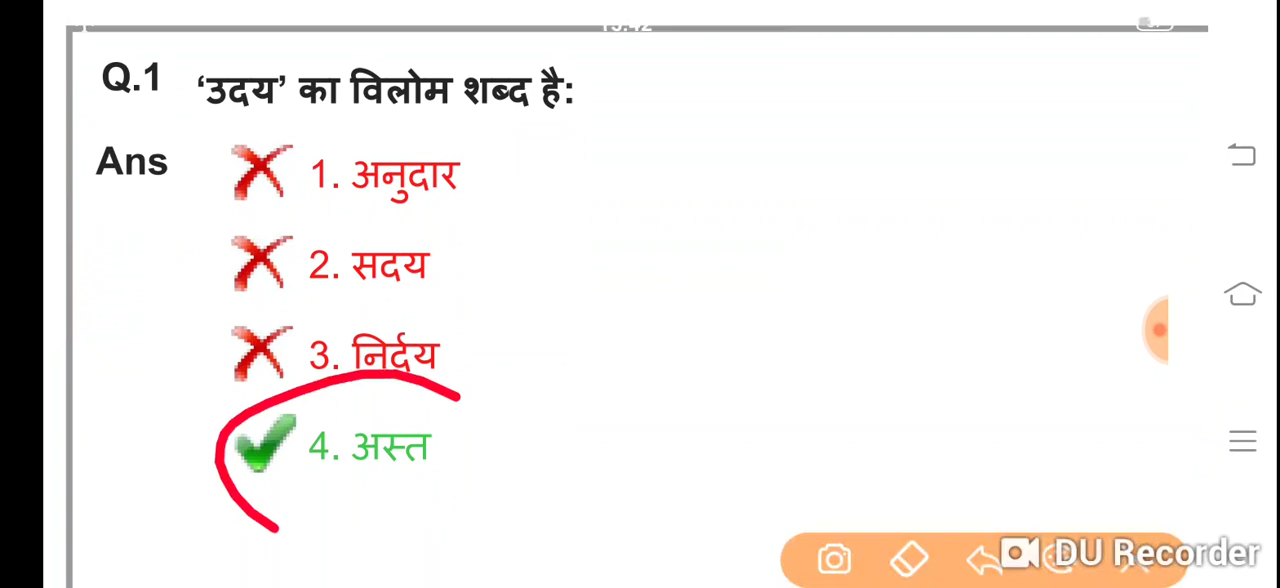 Q.1 ‘उदय’ का विलोम शब्द है:
Ans 1. अनुदार
2. सदय
3. निर्दय
4. अस्त
DU Recorder